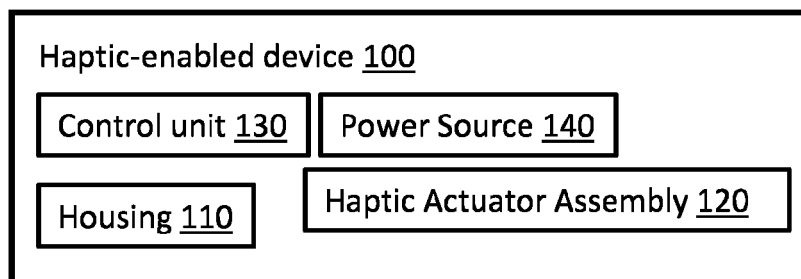 Haptic-enabled device 100
Control unit 130
Power Source 140
Housing 110
Haptic Actuator Assembly 120